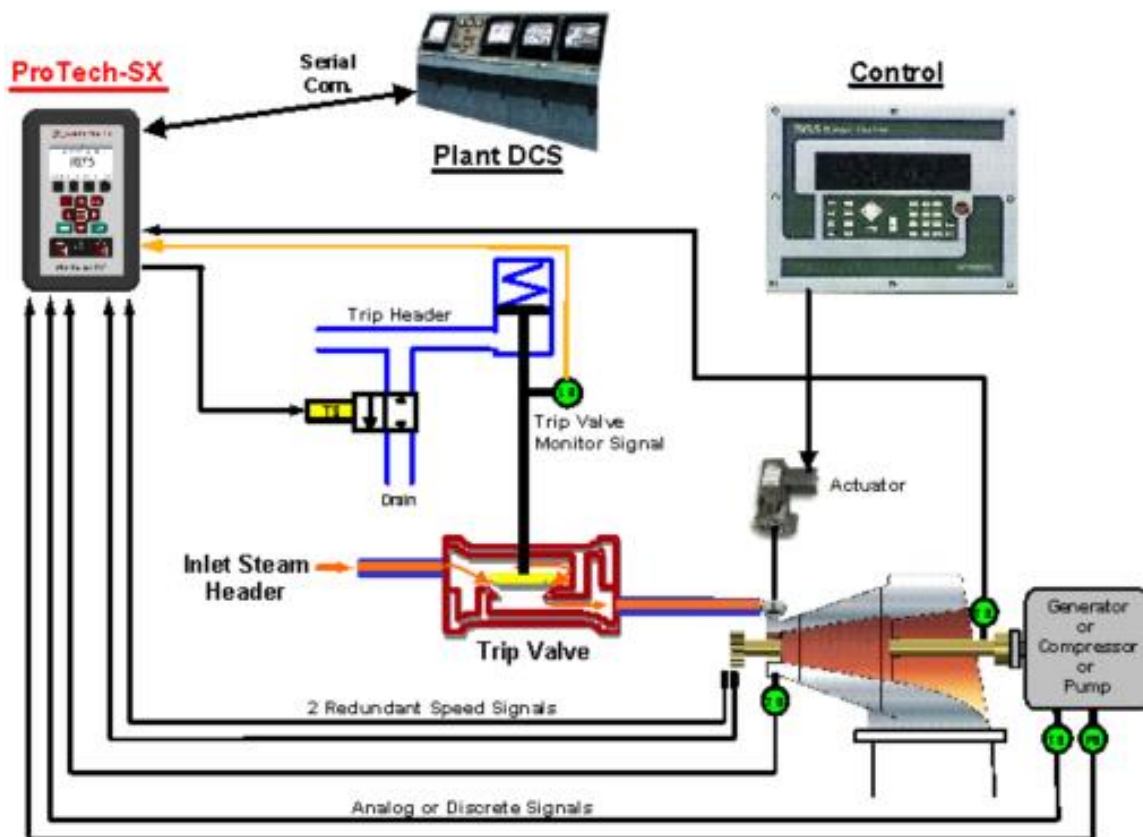 ProTech-SX
Serial
Com.
Plant DCS
Control
Trip Header
Trip Valve
Monitor Signal
Drain
Actuator
Inlet Steam
Header
Trip Valve
Generator
or
Compressor
or
Pump
2 Redundant Speed Signals
Analog or Discrete Signals